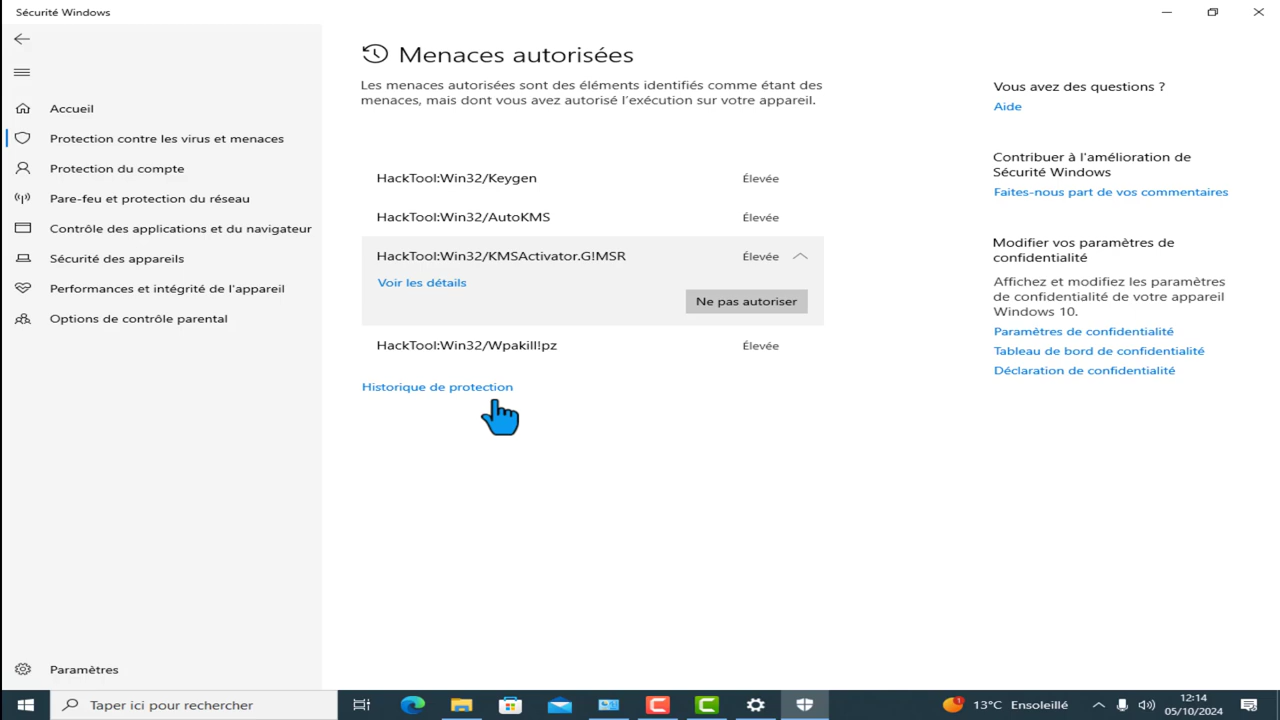 Sécurité Windows
Accueil
Protection contre les virus et menaces
Protection du compte
Pare-feu et protection du réseau
Contrôle des applications et du navigateur
Sécurité des appareils
Performances et intégrité de l'appareil
Options de contrôle parental
Paramètres
Menaces autorisées
Les menaces autorisées sont des éléments identifiés comme étant des
menaces, mais dont vous avez autorisé l'exécution sur votre appareil.
HackTool:Win32/Keygen Élevée
HackTool:Win32/AutoKMS Élevée
HackTool:Win32/KMSActivator.G!MSR Élevée
Voir les détails
Ne pas autoriser
HackTool:Win32/Wpakill!pz Élevée
Historique de protection
Vous avez des questions ?
Aide
Contribuer à l'amélioration de
Sécurité Windows
Faites-nous part de vos commentaires
Modifier vos paramètres de
confidentialité
Affichez et modifiez les paramètres
de confidentialité de votre appareil
Windows 10.
Paramètres de confidentialité
Tableau de bord de confidentialité
Déclaration de confidentialité
Taper ici pour rechercher
13°C Ensoleillé
12:14
05/10/2024